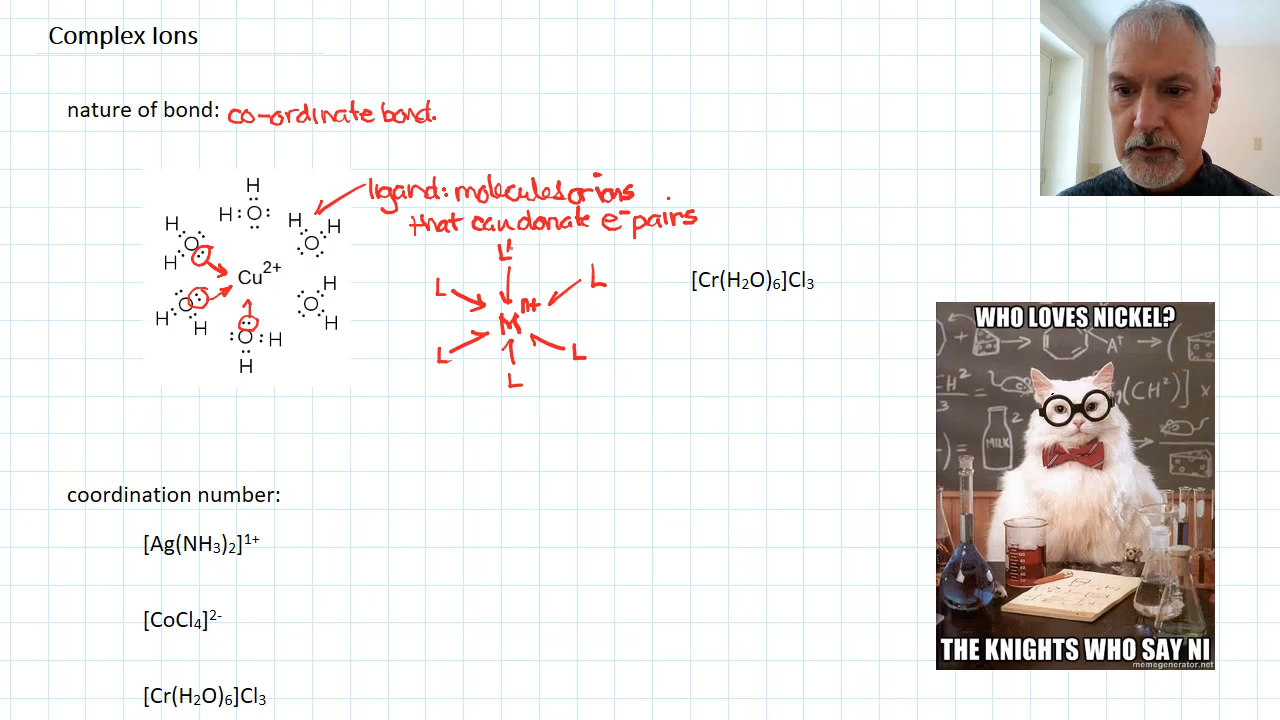 Complex Ions
nature of bond: co-ordinate bond.
ligand: molecules or ions
that can donate e⁻ pairs
H
H :O:
H H
H O H O
H
Cu²⁺
H
O O
H H H
:O:H
H
L
L L
Mⁿ⁺
L L
L
[Cr(H₂O)₆]Cl₃
WHO LOVES NICKEL?
A⁺
MILK
THE KNIGHTS WHO SAY NI
memegenerator.net
coordination number:
[Ag(NH₃)₂]¹⁺
[CoCl₄]²⁻
[Cr(H₂O)₆]Cl₃